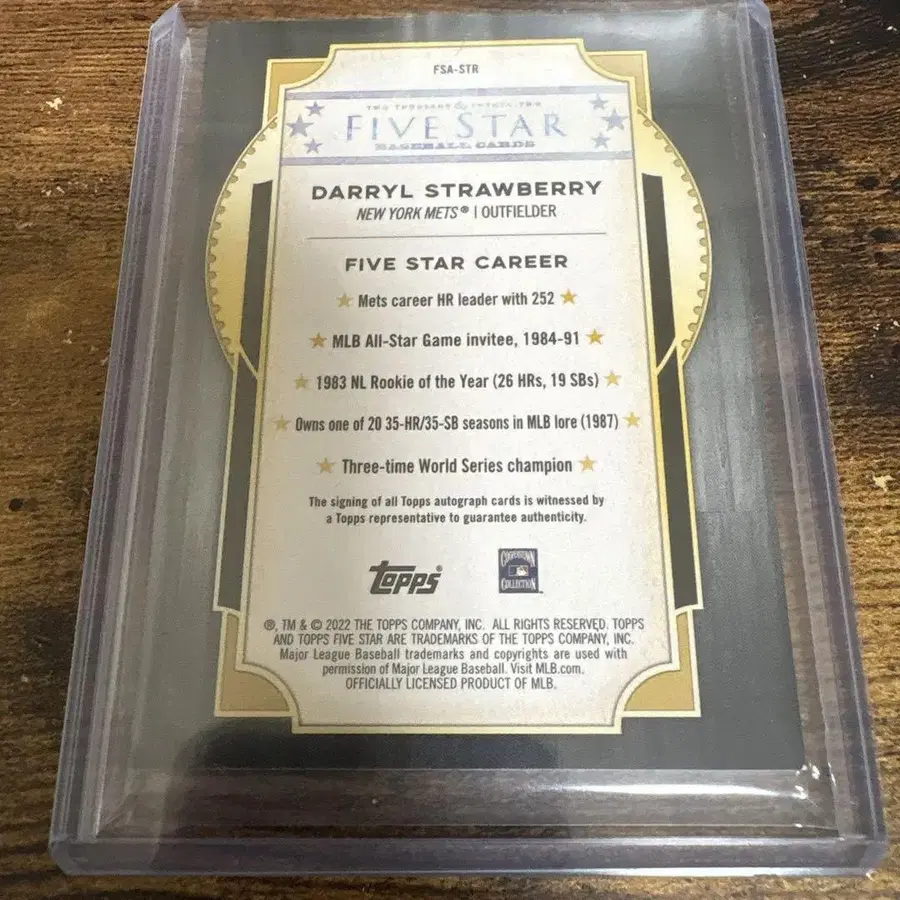 FSA-STR
TWO THOUSAND & TWENTY-TWO
FIVE STAR
BASEBALL CARDS
DARRYL STRAWBERRY
NEW YORK METS® | OUTFIELDER
FIVE STAR CAREER
Mets career HR leader with 252
MLB All-Star Game invitee, 1984-91
1983 NL Rookie of the Year (26 HRs, 19 SBs)
Owns one of 20 35-HR/35-SB seasons in MLB lore (1987)
Three-time World Series champion
The signing of all Topps autograph cards is witnessed by
a Topps representative to guarantee authenticity.
Topps®
COOPERSTOWN
COLLECTION
®, TM & © 2022 THE TOPPS COMPANY, INC. ALL RIGHTS RESERVED. TOPPS
AND TOPPS FIVE STAR ARE TRADEMARKS OF THE TOPPS COMPANY, INC.
Major League Baseball trademarks and copyrights are used with
permission of Major League Baseball. Visit MLB.com.
OFFICIALLY LICENSED PRODUCT OF MLB.